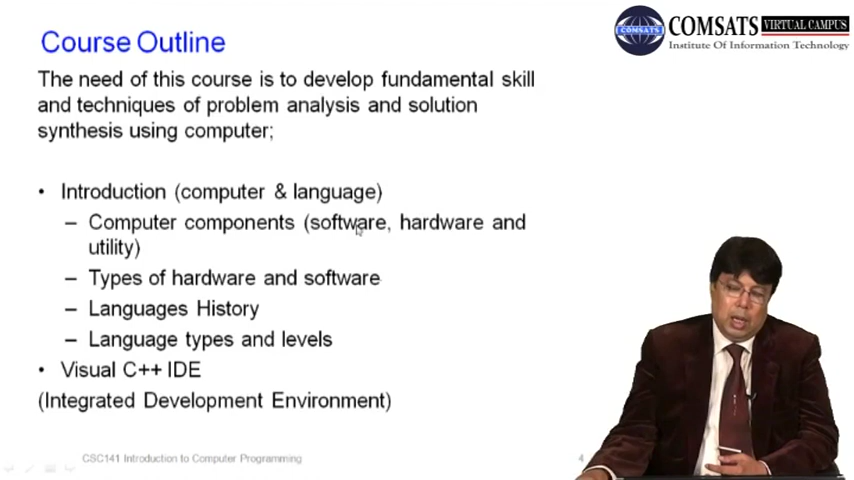 Course Outline
COMSATS VIRTUAL CAMPUS
Institute Of Information Technology
The need of this course is to develop fundamental skill
and techniques of problem analysis and solution
synthesis using computer;
• Introduction (computer & language)
– Computer components (software, hardware and
utility)
– Types of hardware and software
– Languages History
– Language types and levels
• Visual C++ IDE
(Integrated Development Environment)
CSC141 Introduction to Computer Programming
4
COMSATS